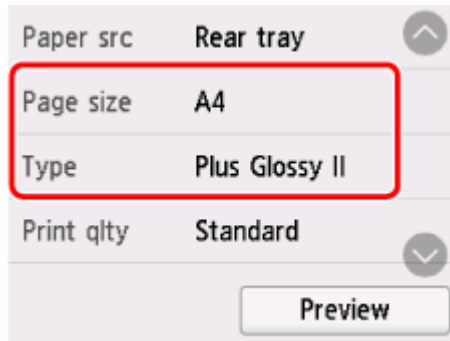 Paper src Rear tray
Page size A4
Type Plus Glossy II
Print qlty Standard
Preview